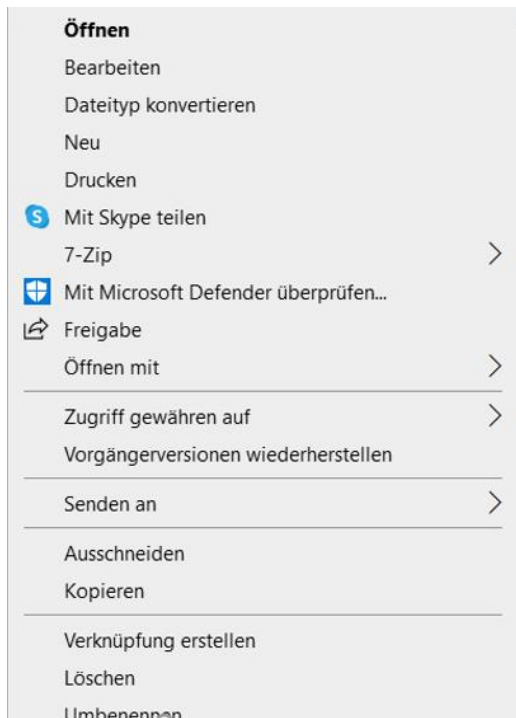 Öffnen
Bearbeiten
Dateityp konvertieren
Neu
Drucken
Mit Skype teilen
7-Zip
Mit Microsoft Defender überprüfen...
Freigabe
Öffnen mit
Zugriff gewähren auf
Vorgängerversionen wiederherstellen
Senden an
Ausschneiden
Kopieren
Verknüpfung erstellen
Löschen
Umbenennen